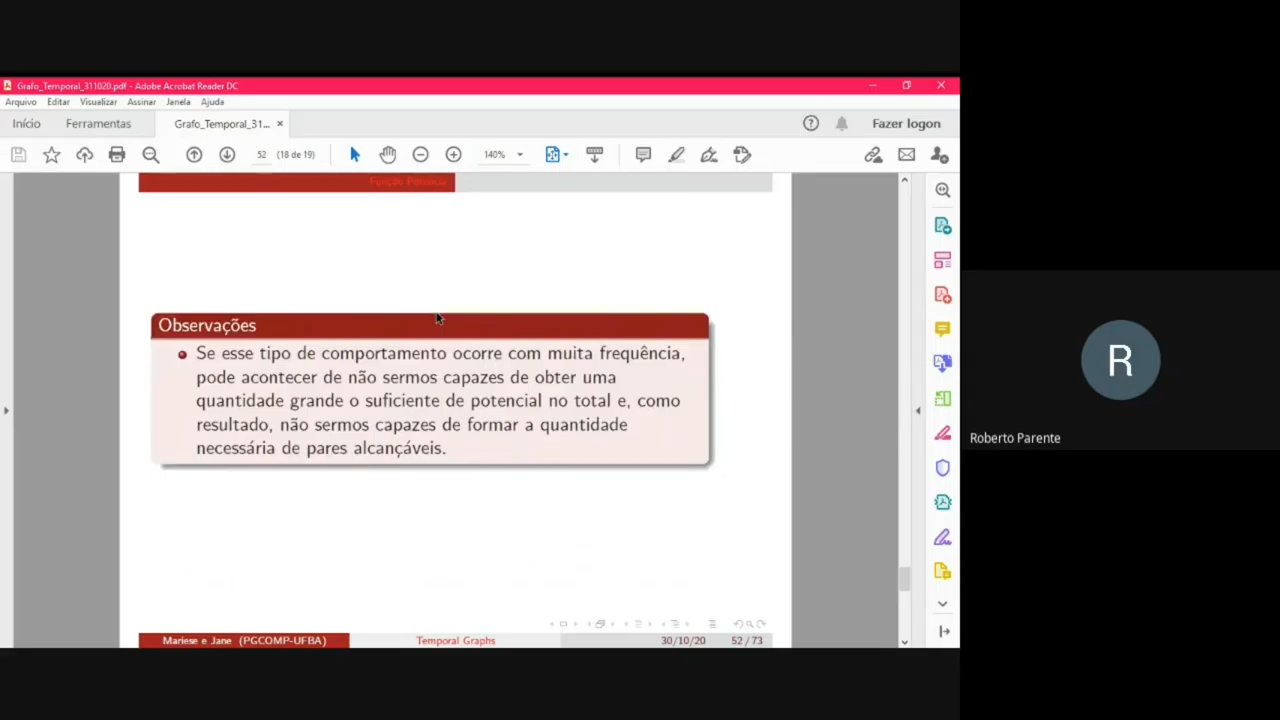 Grafo_Temporal_311020.pdf - Adobe Acrobat Reader DC
Arquivo Editar Visualizar Assinar Janela Ajuda
Início Ferramentas Grafo_Temporal_31... × Fazer logon
52 (18 de 19) 140%
Função Potencial
Observações
Se esse tipo de comportamento ocorre com muita frequência,
pode acontecer de não sermos capazes de obter uma
quantidade grande o suficiente de potencial no total e, como
resultado, não sermos capazes de formar a quantidade
necessária de pares alcançáveis.
R
Roberto Parente
Mariese e Jane (PGCOMP-UFBA) Temporal Graphs 30/10/20 52 / 73